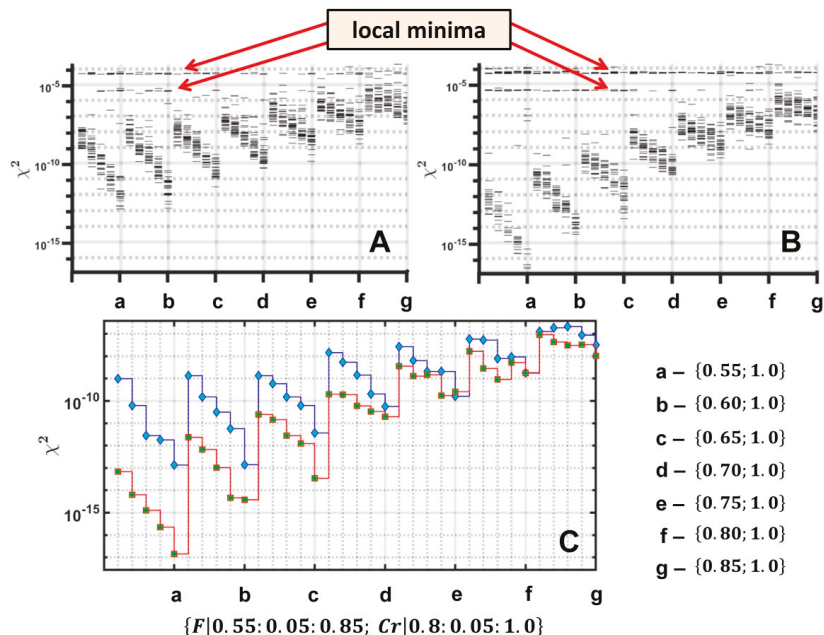 local minima
10⁻⁵
10⁻¹⁰
10⁻¹⁵
χ²
A
a b c d e f g
10⁻⁵
10⁻¹⁰
10⁻¹⁵
χ²
B
a b c d e f g
10⁻¹⁰
10⁻¹⁵
χ²
C
a b c d e f g
{F|0.55:0.05:0.85; Cr|0.8:0.05:1.0}
a – {0.55; 1.0}
b – {0.60; 1.0}
c – {0.65; 1.0}
d – {0.70; 1.0}
e – {0.75; 1.0}
f – {0.80; 1.0}
g – {0.85; 1.0}